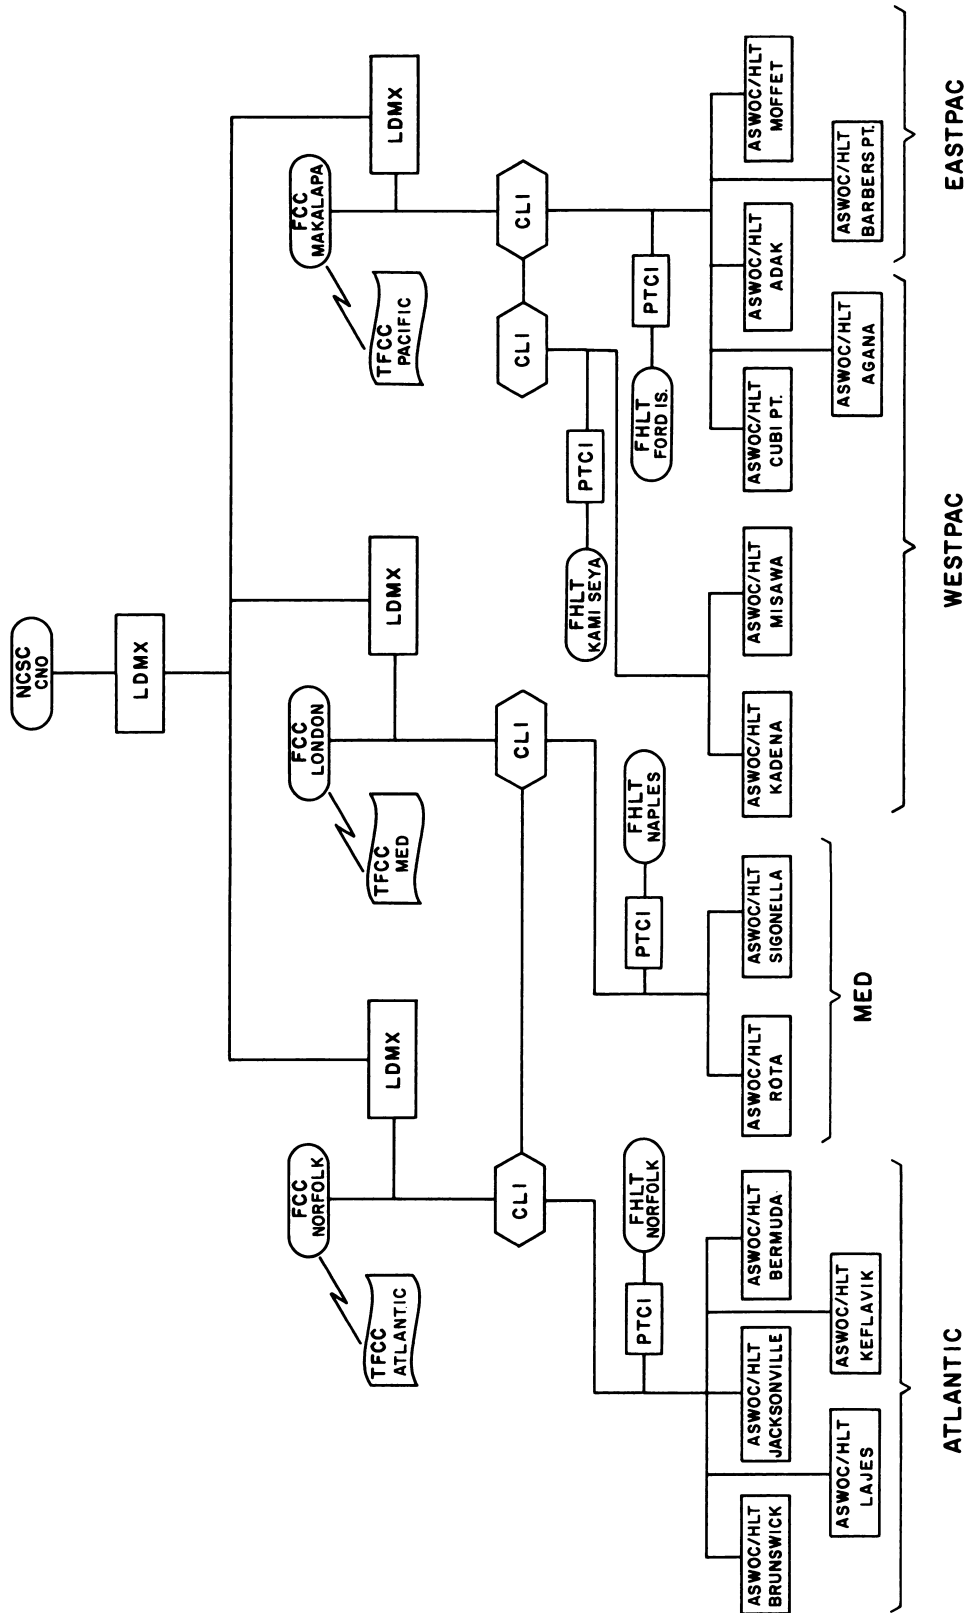 NCSC
CNO
LDMX
FCC
NORFOLK
TFCC
ATLANTIC
LDMX
FCC
LONDON
TFCC
MED
LDMX
FCC
MAKALAPA
TFCC
PACIFIC
LDMX
CLI
CLI
CLI
CLI
FHLT
KAMI SEYA
PTCI
PTCI
FHLT
NORFOLK
PTCI
FHLT
NAPLES
FHLT
FORD IS.
PTCI
ASWOC/HLT
BRUNSWICK
ASWOC/HLT
JACKSONVILLE
ASWOC/HLT
BERMUDA
ASWOC/HLT
ROTA
ASWOC/HLT
SIGONELLA
ASWOC/HLT
KADENA
ASWOC/HLT
MISAWA
ASWOC/HLT
CUBI PT.
ASWOC/HLT
ADAK
ASWOC/HLT
MOFFET
ASWOC/HLT
LAJES
ASWOC/HLT
KEFLAVIK
ASWOC/HLT
AGANA
ASWOC/HLT
BARBERS PT.
ATLANTIC
MED
WESTPAC
EASTPAC